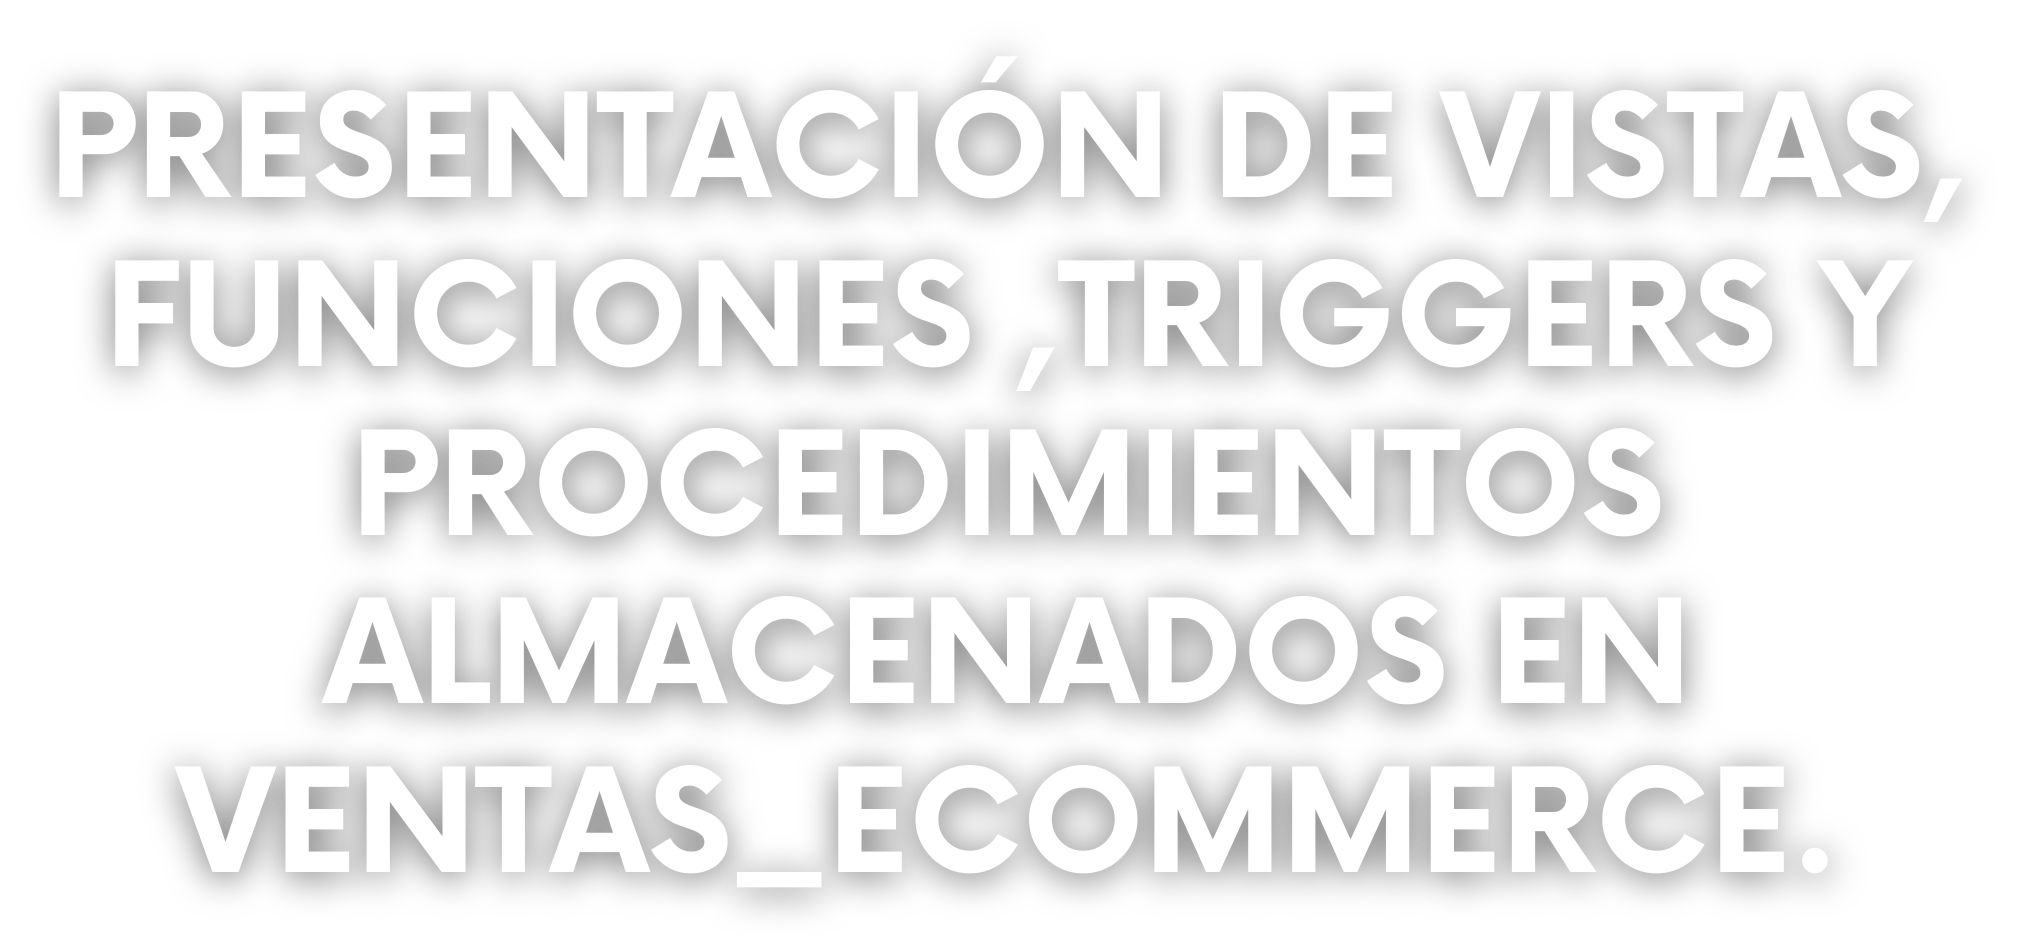 PRESENTACIÓN DE VISTAS,
FUNCIONES ,TRIGGERS Y
PROCEDIMIENTOS
ALMACENADOS EN
VENTAS_ECOMMERCE.